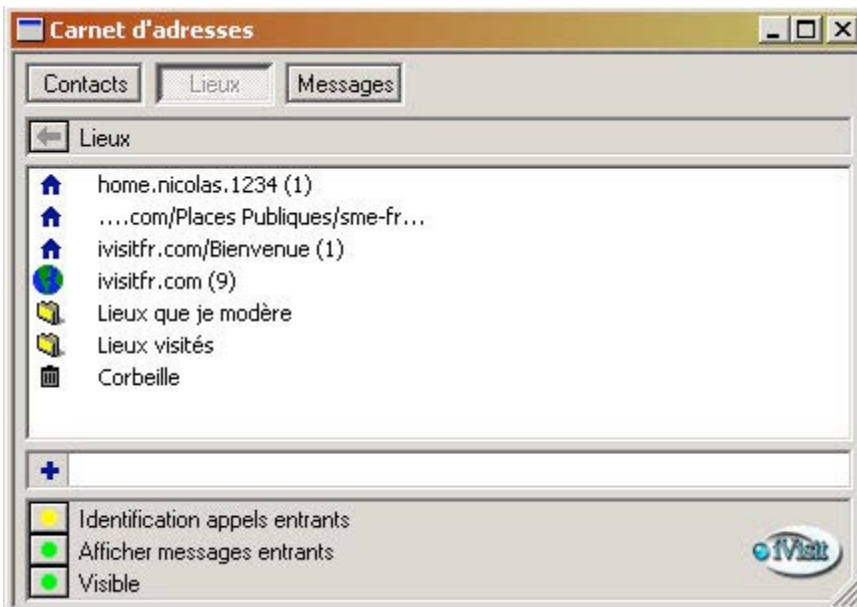 Carnet d'adresses
Contacts Lieux Messages
Lieux
home.nicolas.1234 (1)
....com/Places Publiques/sme-fr...
ivisitfr.com/Bienvenue (1)
ivisitfr.com (9)
Lieux que je modère
Lieux visités
Corbeille
Identification appels entrants
Afficher messages entrants
iVisit
Visible